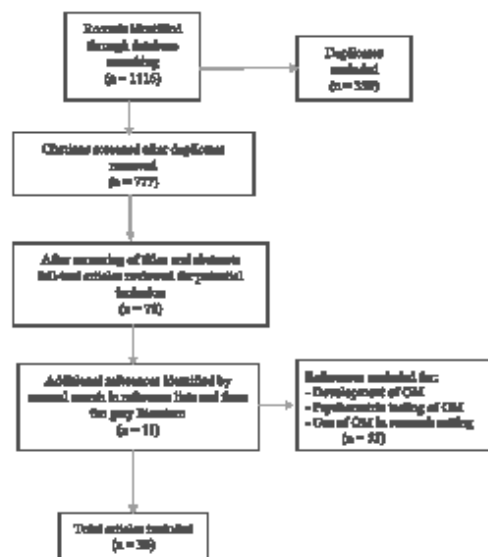 Records identified
through database
searching
(n = 1116)
Duplicates
excluded
(n = 339)
Citations screened after duplicates
removal
(n = 777)
After screening of titles and abstracts
full-text articles reviewed for potential
inclusion
Additional references identified by
manual search in reference lists and from
the grey literature
(n = 11)
References excluded for:
- Development of OM
- Psychometric testing of OM
- Use of OM in research setting
Total articles included